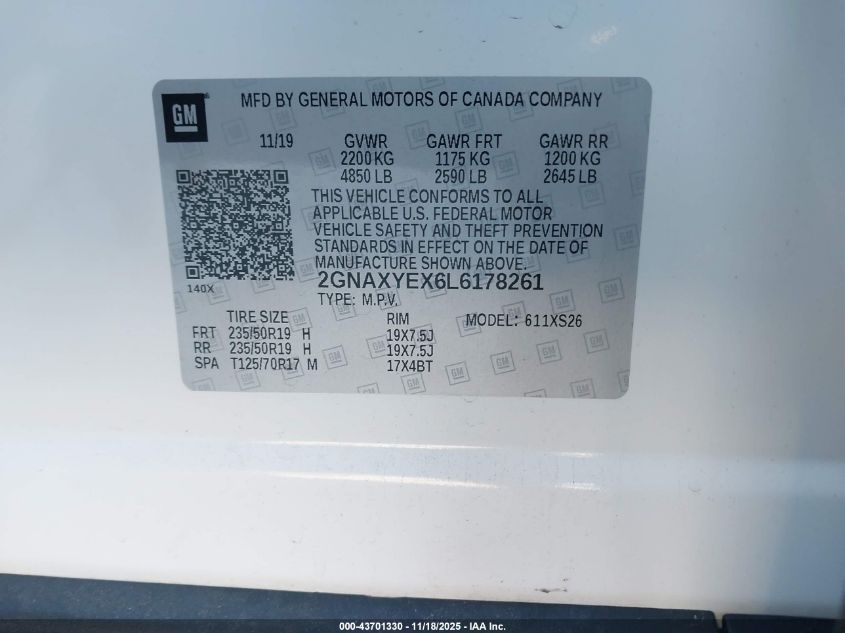 GM
MFD BY GENERAL MOTORS OF CANADA COMPANY
11/19 GVWR GAWR FRT GAWR RR
2200 KG 1175 KG 1200 KG
4850 LB 2590 LB 2645 LB
THIS VEHICLE CONFORMS TO ALL
APPLICABLE U.S. FEDERAL MOTOR
VEHICLE SAFETY AND THEFT PREVENTION
STANDARDS IN EFFECT ON THE DATE OF
MANUFACTURE SHOWN ABOVE.
140X
2GNAXYEX6L6178261
TYPE: M.P.V.
TIRE SIZE RIM MODEL: 611XS26
FRT 235/50R19 H 19X7.5J
RR 235/50R19 H 19X7.5J
SPA T125/70R17 M 17X4BT
000-43701330 - 11/18/2025 - IAA Inc.